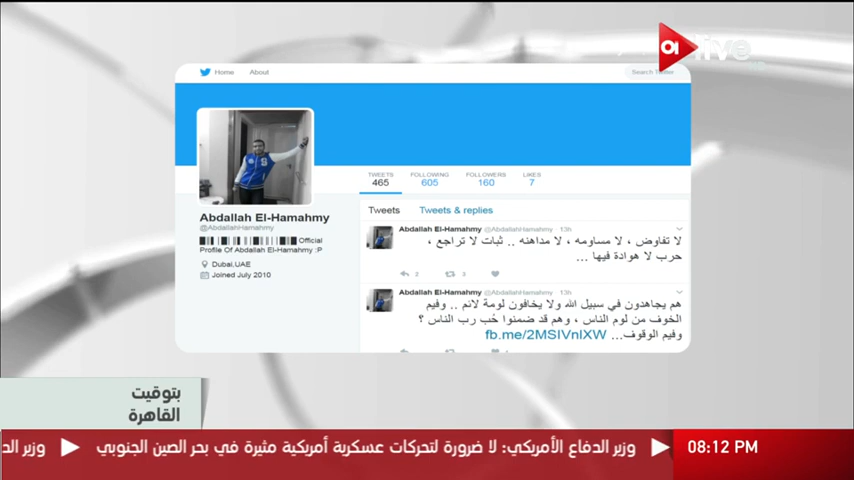 live
Home About
Search Twitter
TWEETS FOLLOWING FOLLOWERS LIKES
465 605 160 7
Abdallah El-Hamahmy
@AbdallahHamahmy
Official
Profile Of Abdallah El-Hamahmy :P
Dubai,UAE
Joined July 2010
Tweets Tweets & replies
Abdallah El-Hamahmy @AbdallahHamahmy · 13h
لا تفاوض ، لا مساومه ، لا مداهنه .. ثبات لا تراجع ،
حرب لا هوادة فيها ...
2 3
Abdallah El-Hamahmy @AbdallahHamahmy · 13h
هم يجاهدون في سبيل الله ولا يخافون لومة لائم .. وفيم
الخوف من لوم الناس ، وهم قد ضمنوا حُب رب الناس ؟
وفيم الوقوف... fb.me/2MSIVnIXW
بتوقيت
القاهرة
08:12 PM
وزير الدفاع الأمريكي: لا ضرورة لتحركات عسكرية أمريكية مثيرة في بحر الصين الجنوبي
وزير الد